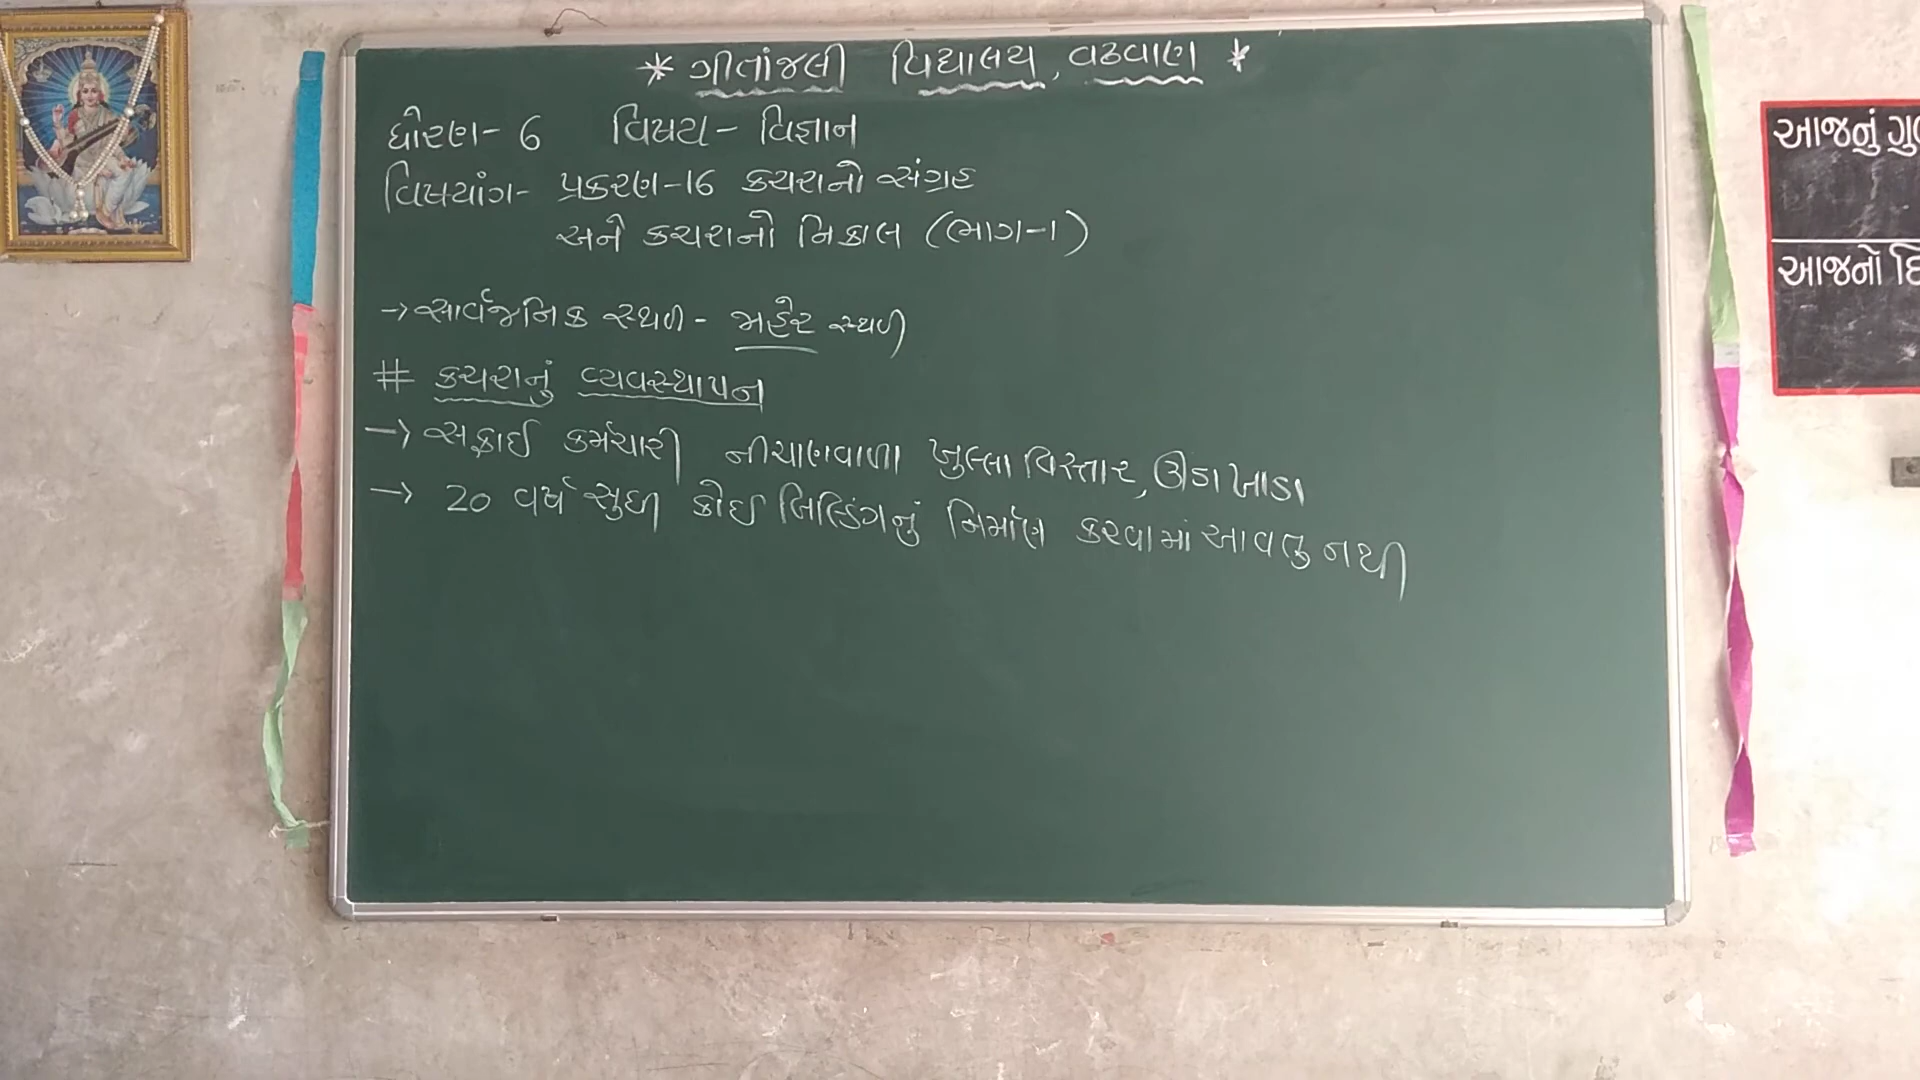 * ગીતાંજલી વિદ્યાલય, વઢવાણ *
ધોરણ- 6 વિષય - વિજ્ઞાન
વિષયાંગ- પ્રકરણ-16 કચરાનો સંગ્રહ
અને કચરાનો નિકાલ (ભાગ-1)
→ સાર્વજનિક સ્થળ - જાહેર સ્થળ
# કચરાનું વ્યવસ્થાપન
→ સફાઈ કર્મચારી નીચાણવાળા ખુલ્લા વિસ્તાર, ઊંડા ખાડા
→ 20 વર્ષ સુધી કોઈ બિલ્ડિંગનું નિર્માણ કરવામાં આવતુ નથી
આજનું
આજનો